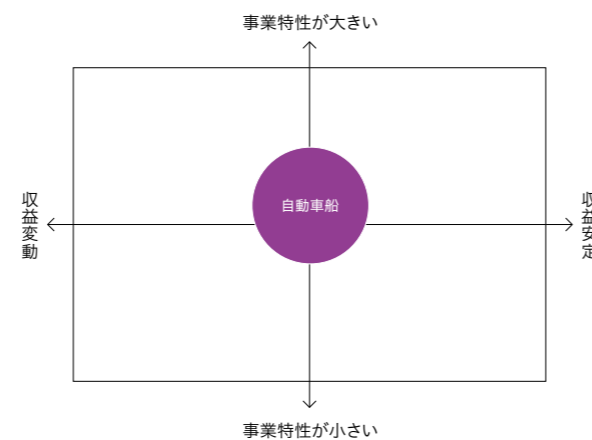 事業特性が大きい
収益変動
自動車船
収益安定
事業特性が小さい